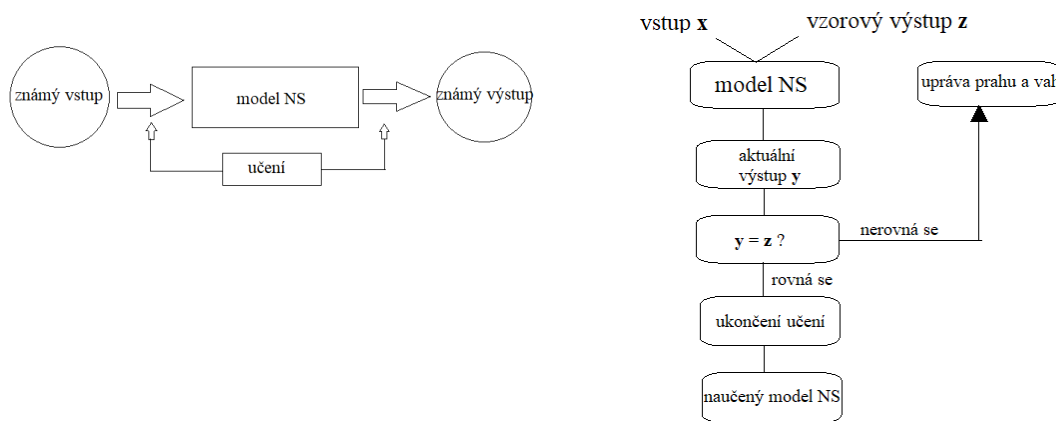 známý vstup
model NS
známý výstup
učení
vstup x
vzorový výstup z
model NS
upráva prahu a vah
aktuální
výstup y
y = z ?
nerovná se
rovná se
ukončení učení
naučený model NS